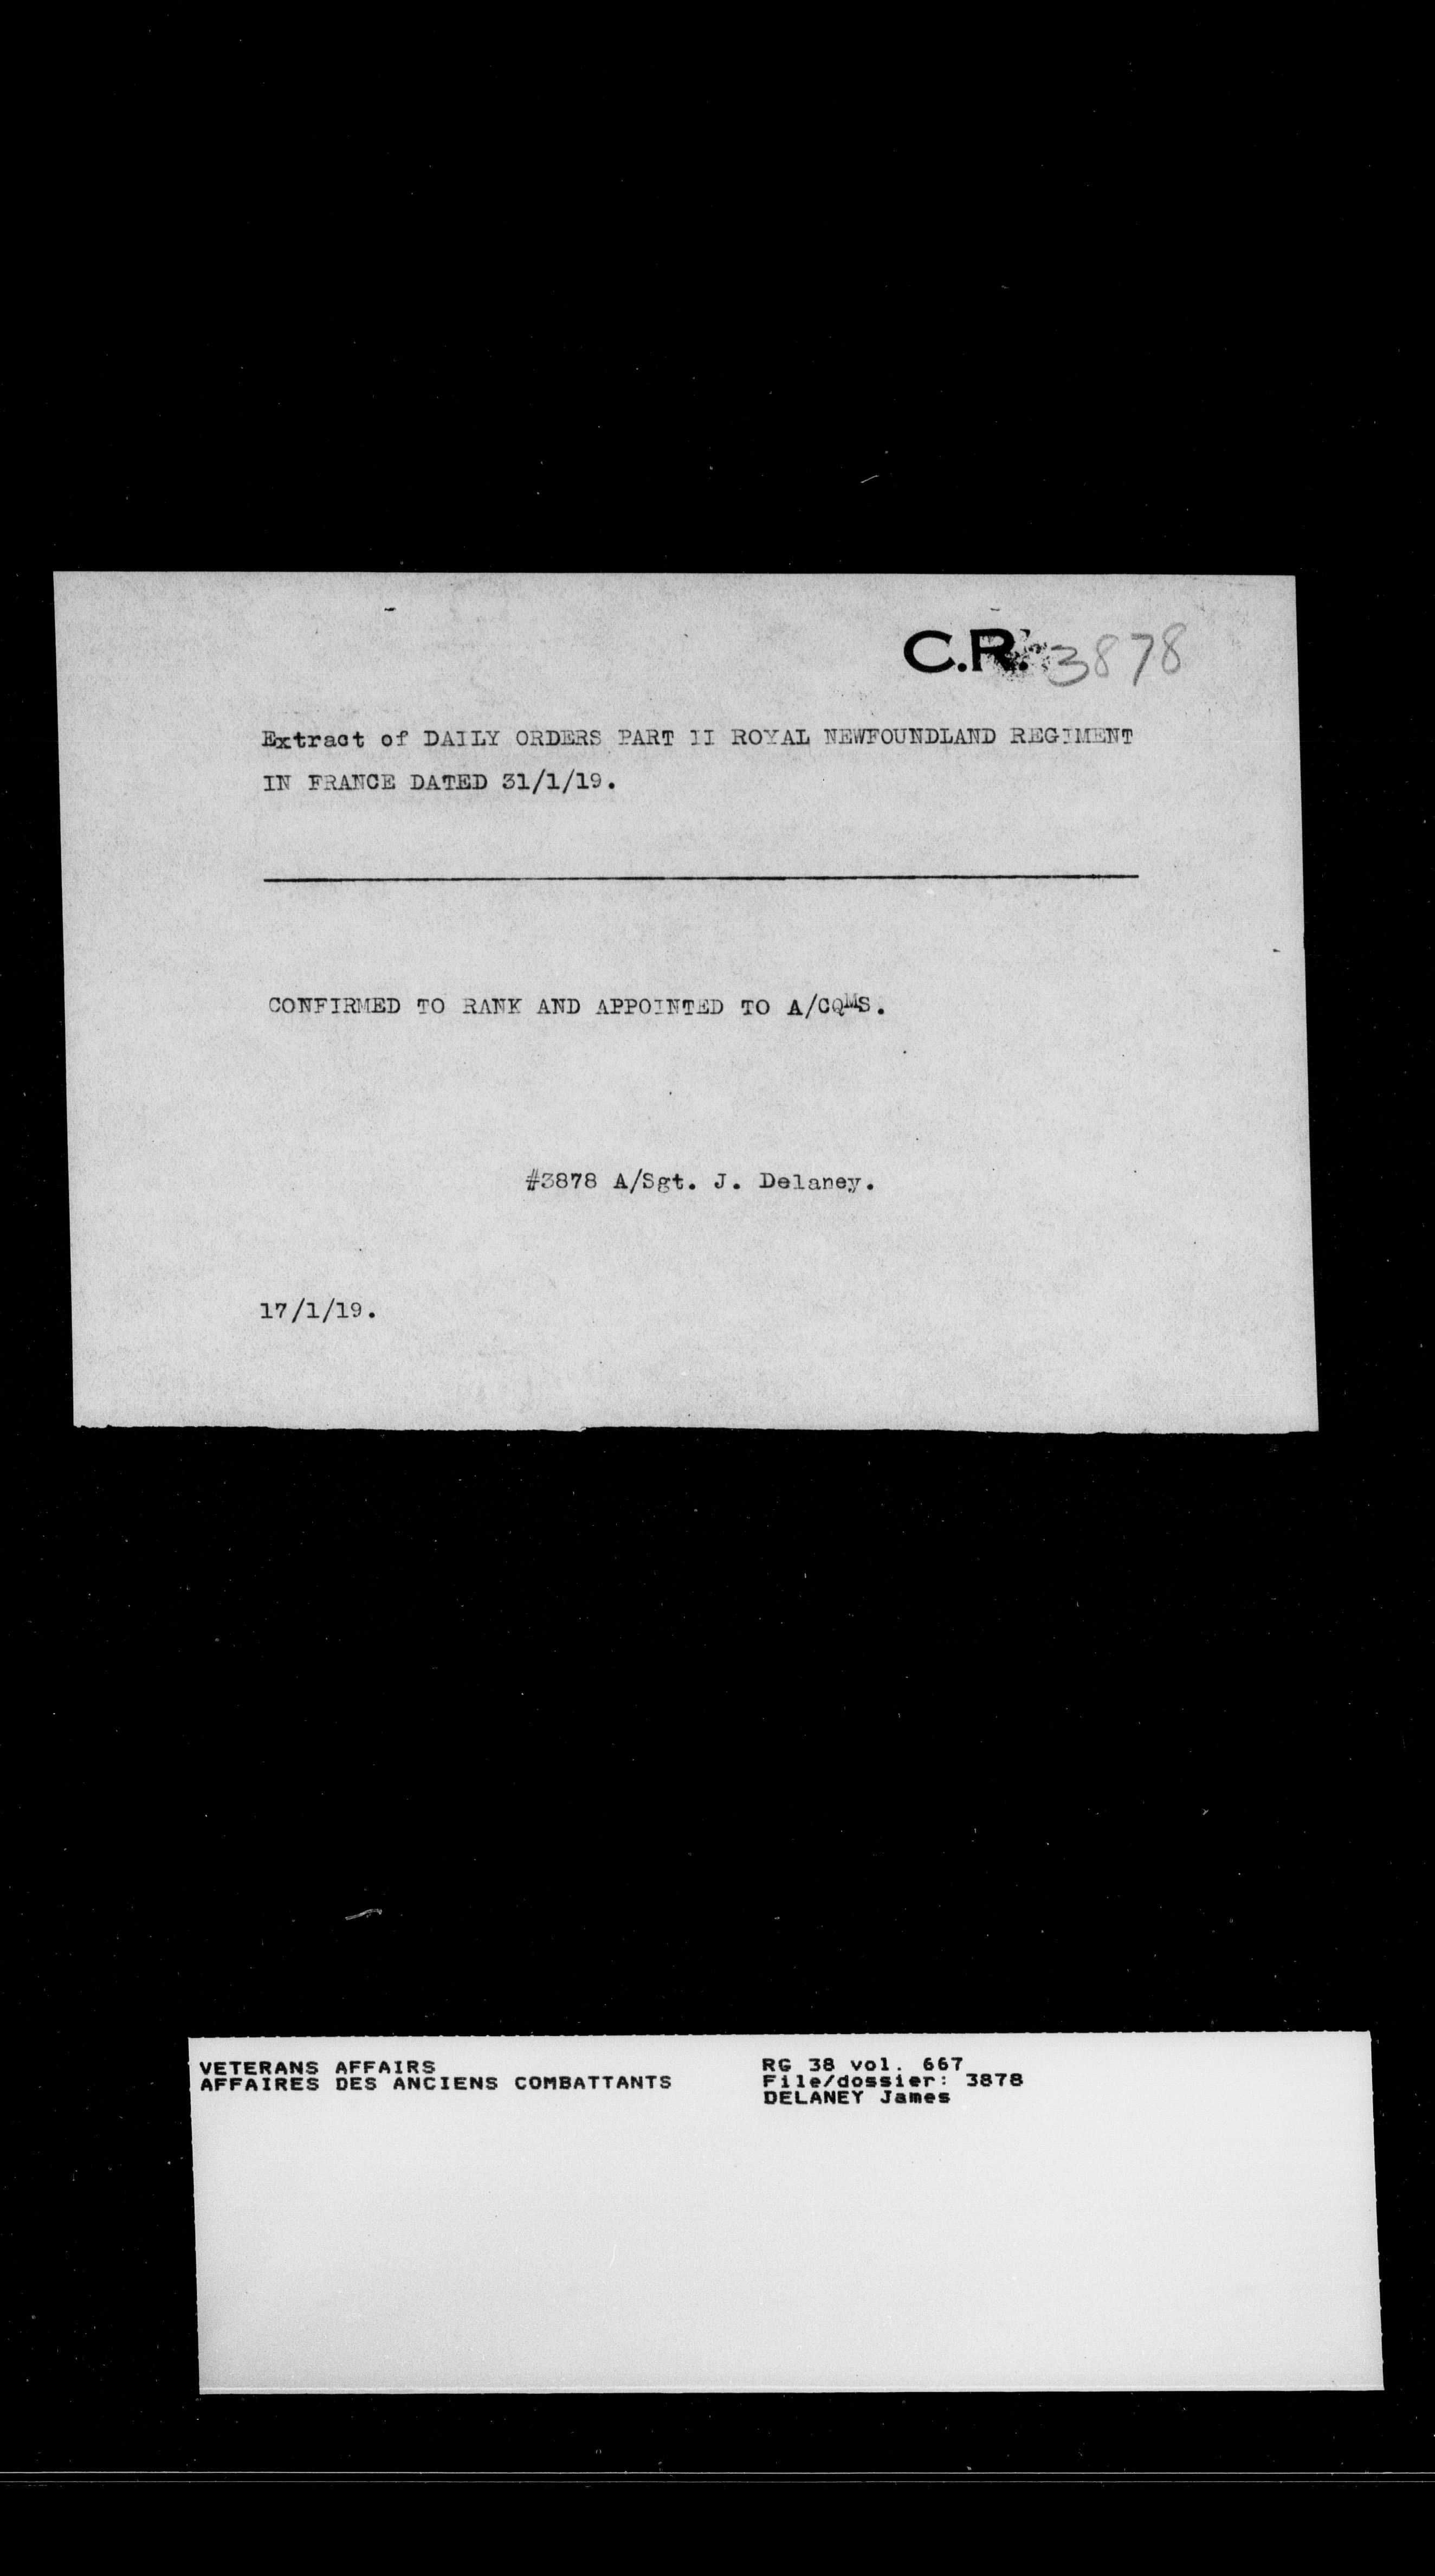 C.R. 3878
Extract of DAILY ORDERS PART II ROYAL NEWFOUNDLAND REGIMENT
IN FRANCE DATED 31/1/19.
CONFIRMED TO RANK AND APPOINTED TO A/CQMS.
#3878 A/Sgt. J. Delaney.
17/1/19.
VETERANS AFFAIRS
AFFAIRES DES ANCIENS COMBATTANTS
RG 38 vol. 667
File/dossier: 3878
DELANEY James